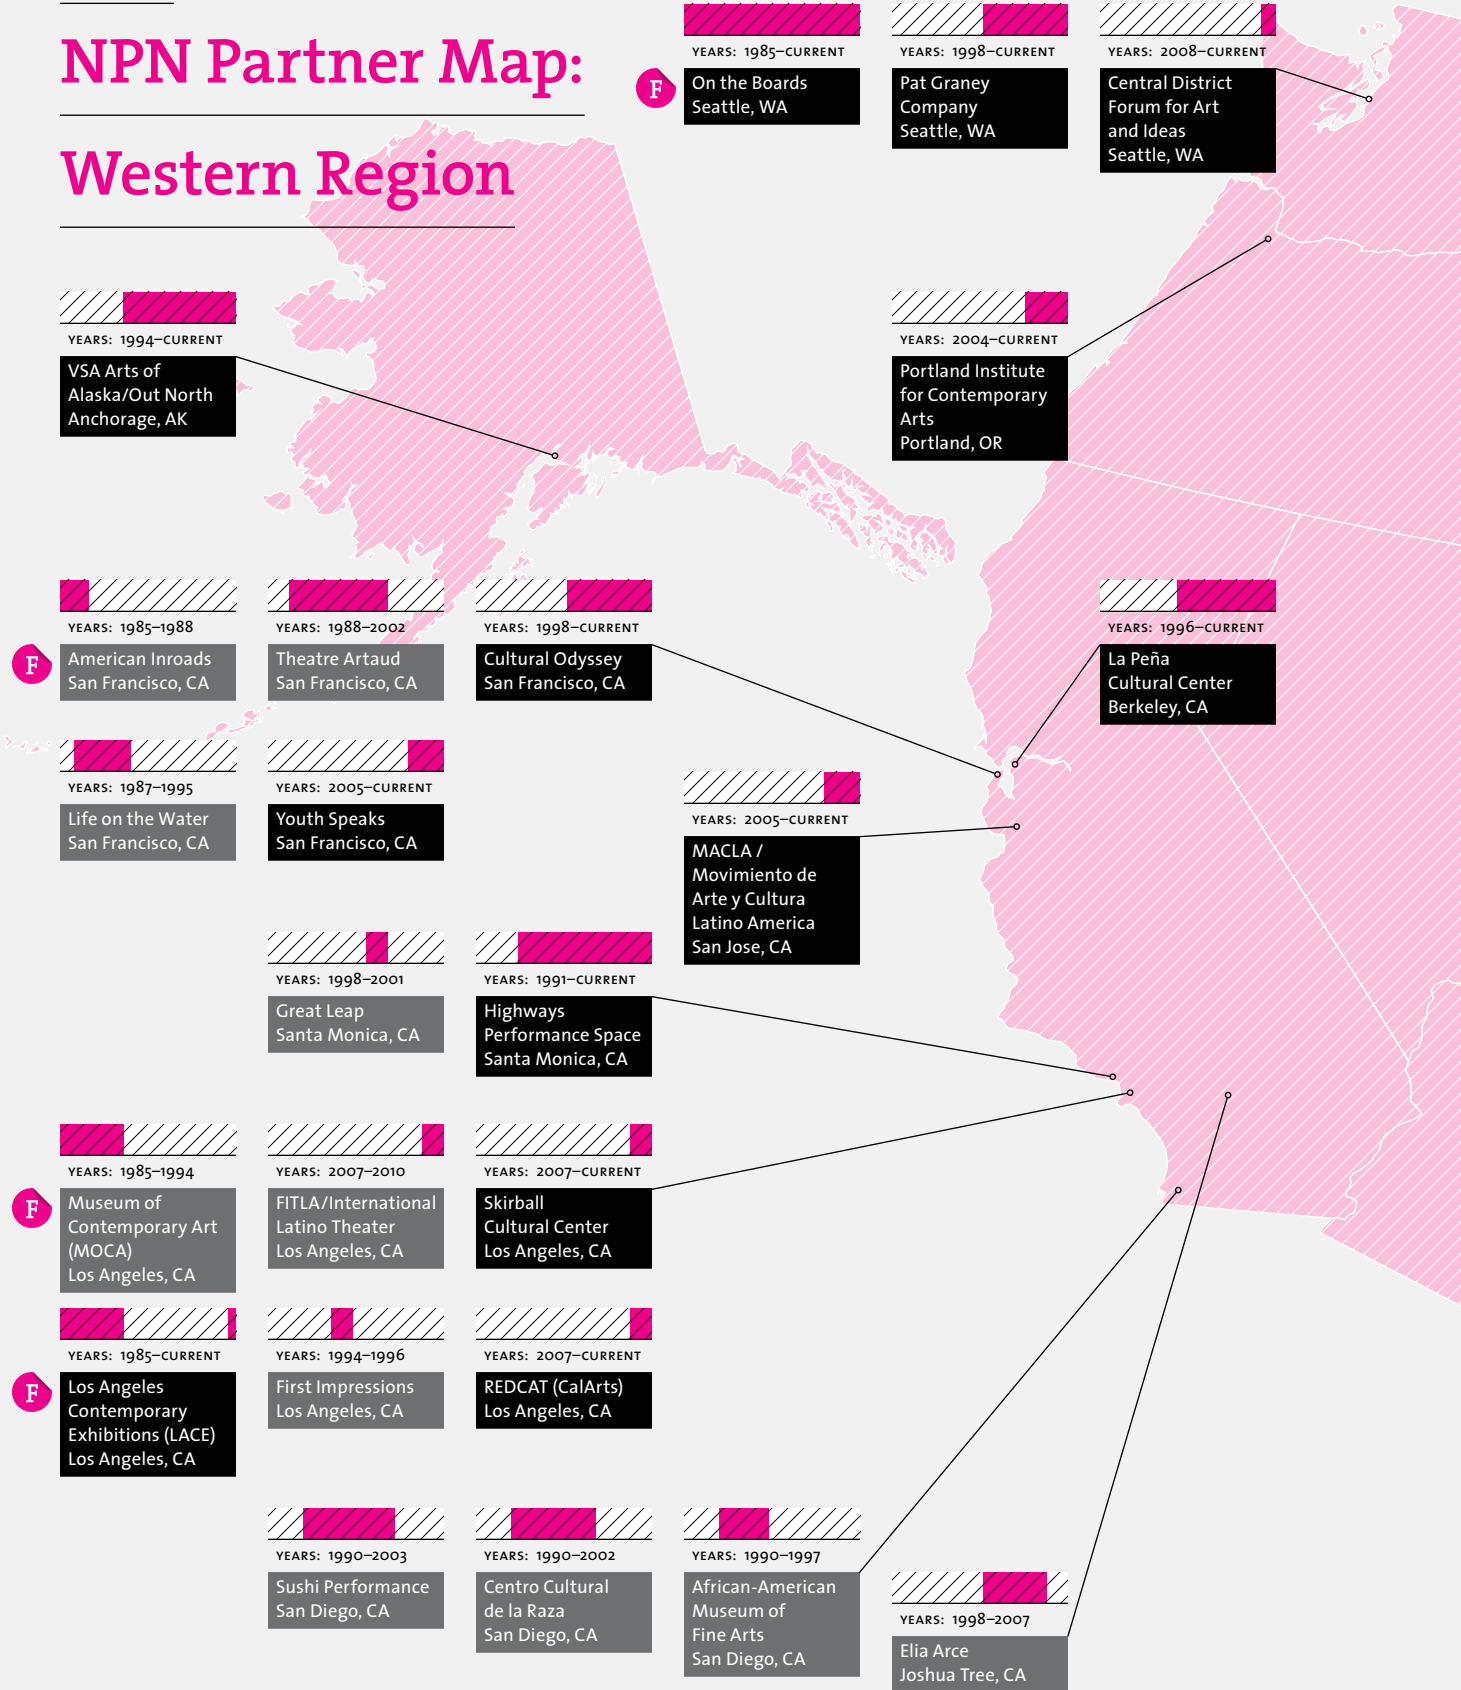 NPN Partner Map:
Western Region
YEARS: 1985–CURRENT
F
On the Boards
Seattle, WA
YEARS: 1998–CURRENT
Pat Graney
Company
Seattle, WA
YEARS: 2008–CURRENT
Central District
Forum for Art
and Ideas
Seattle, WA
YEARS: 1994–CURRENT
VSA Arts of
Alaska/Out North
Anchorage, AK
YEARS: 2004–CURRENT
Portland Institute
for Contemporary
Arts
Portland, OR
YEARS: 1985–1988
F
American Inroads
San Francisco, CA
YEARS: 1988–2002
Theatre Artaud
San Francisco, CA
YEARS: 1998–CURRENT
Cultural Odyssey
San Francisco, CA
YEARS: 1996–CURRENT
La Peña
Cultural Center
Berkeley, CA
YEARS: 1987–1995
Life on the Water
San Francisco, CA
YEARS: 2005–CURRENT
Youth Speaks
San Francisco, CA
YEARS: 2005–CURRENT
MACLA /
Movimiento de
Arte y Cultura
Latino America
San Jose, CA
YEARS: 1998–2001
Great Leap
Santa Monica, CA
YEARS: 1991–CURRENT
Highways
Performance Space
Santa Monica, CA
YEARS: 1985–1994
F
Museum of
Contemporary Art
(MOCA)
Los Angeles, CA
YEARS: 2007–2010
FITLA/International
Latino Theater
Los Angeles, CA
YEARS: 2007–CURRENT
Skirball
Cultural Center
Los Angeles, CA
YEARS: 1985–CURRENT
F
Los Angeles
Contemporary
Exhibitions (LACE)
Los Angeles, CA
YEARS: 1994–1996
First Impressions
Los Angeles, CA
YEARS: 2007–CURRENT
REDCAT (CalArts)
Los Angeles, CA
YEARS: 1990–2003
Sushi Performance
San Diego, CA
YEARS: 1990–2002
Centro Cultural
de la Raza
San Diego, CA
YEARS: 1990–1997
African-American
Museum of
Fine Arts
San Diego, CA
YEARS: 1998–2007
Elia Arce
Joshua Tree, CA